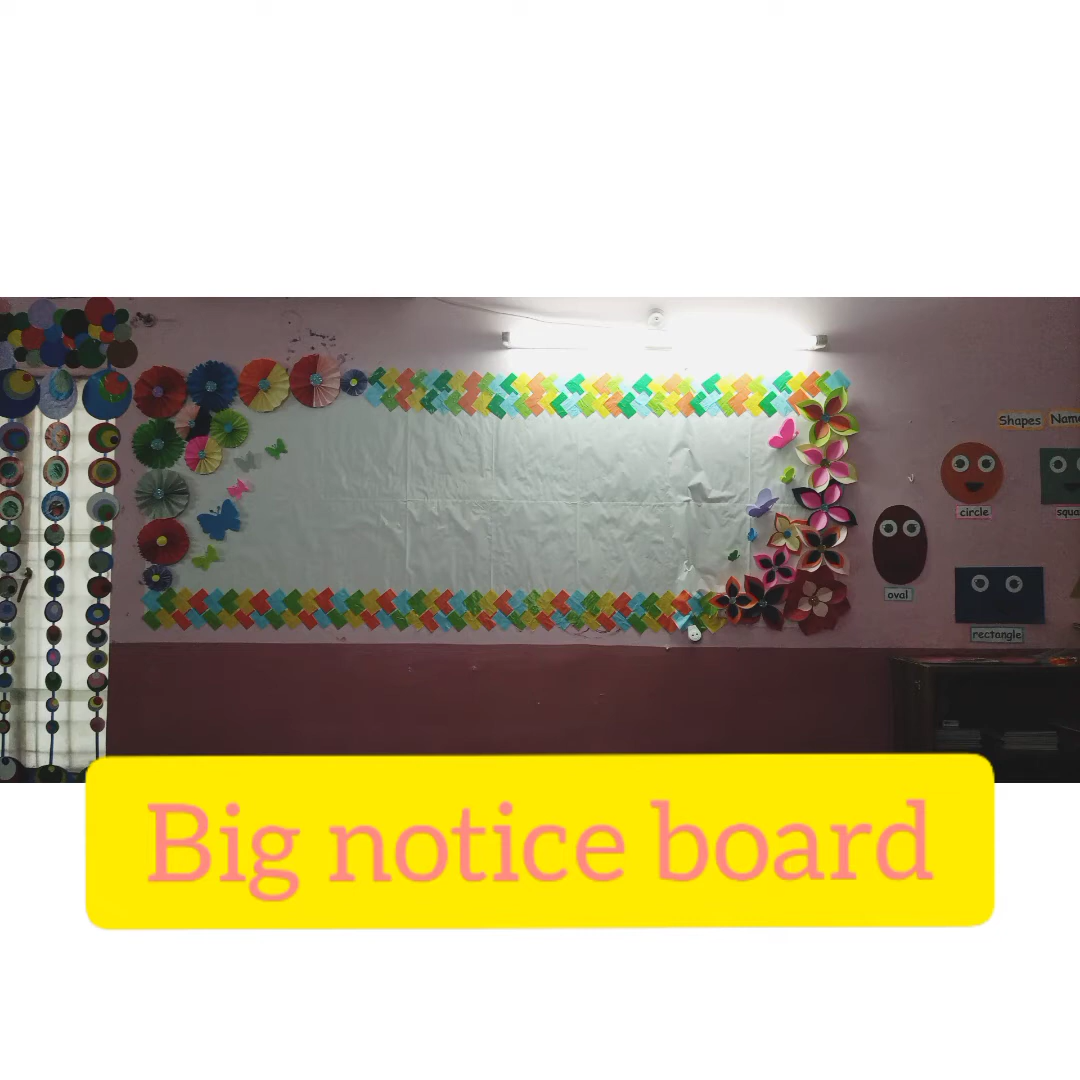 Shapes
circle
oval
rectangle
Big notice board